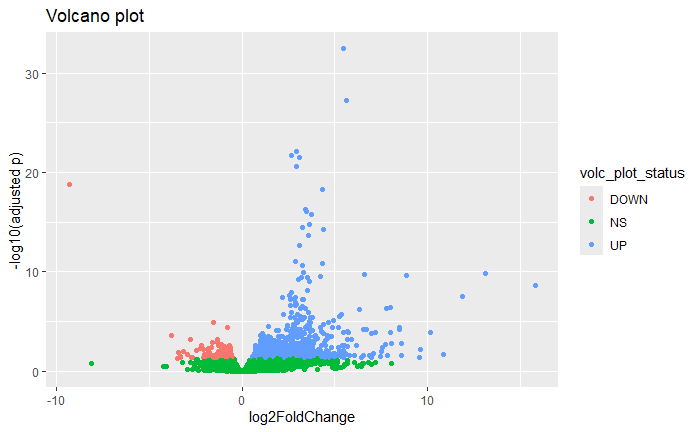 Volcano plot
30
20
10
0
-log10(adjusted p)
-10
0
10
log2FoldChange
volc_plot_status
DOWN
NS
UP